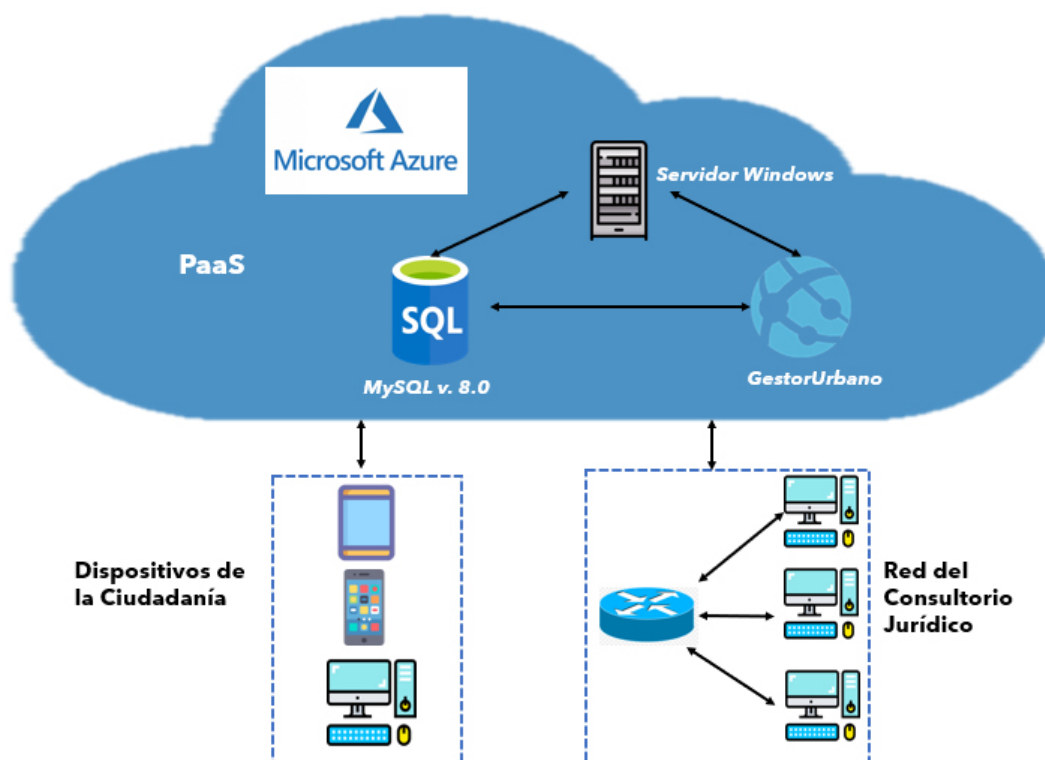 Microsoft Azure
Servidor Windows
PaaS
SQL
MySQL v. 8.0
GestorUrbano
Dispositivos de
la Ciudadanía
Red del
Consultorio
Jurídico